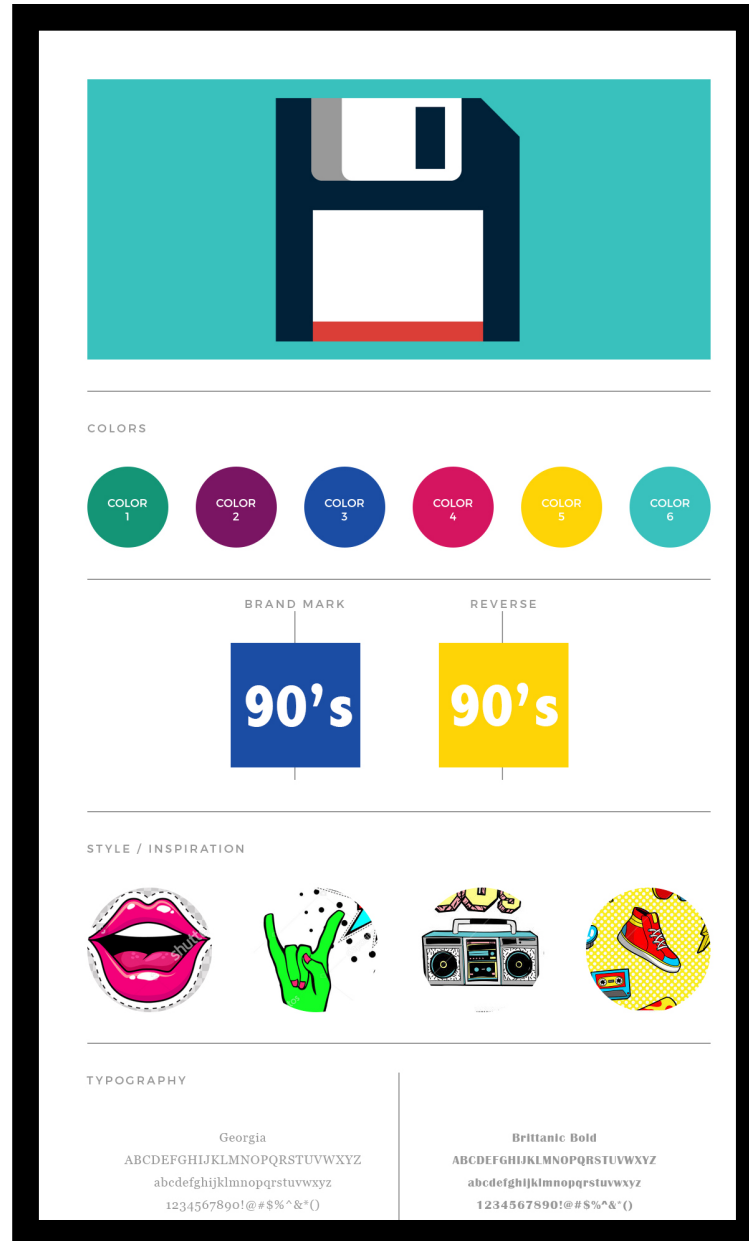 COLORS
COLOR
1
COLOR
2
COLOR
3
COLOR
4
COLOR
5
COLOR
6
BRAND MARK
REVERSE
90’s
90’s
STYLE / INSPIRATION
shutt
TYPOGRAPHY
Georgia
ABCDEFGHIJKLMNOPQRSTUVWXYZ
abcdefghijklmnopqrstuvwxyz
1234567890!@#$%^&*()
Brittanic Bold
ABCDEFGHIJKLMNOPQRSTUVWXYZ
abcdefghijklmnopqrstuvwxyz
1234567890!@#$%^&*()